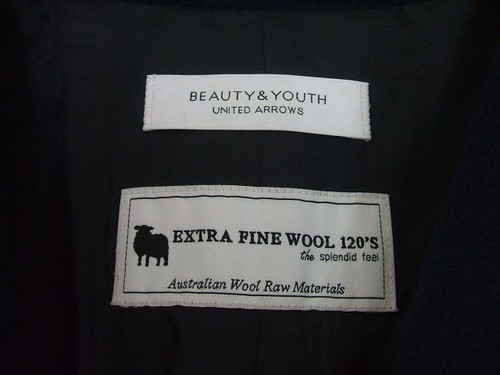 BEAUTY&YOUTH
UNITED ARROWS
EXTRA FINE WOOL 120'S
the splendid feel
Australian Wool Raw Materials